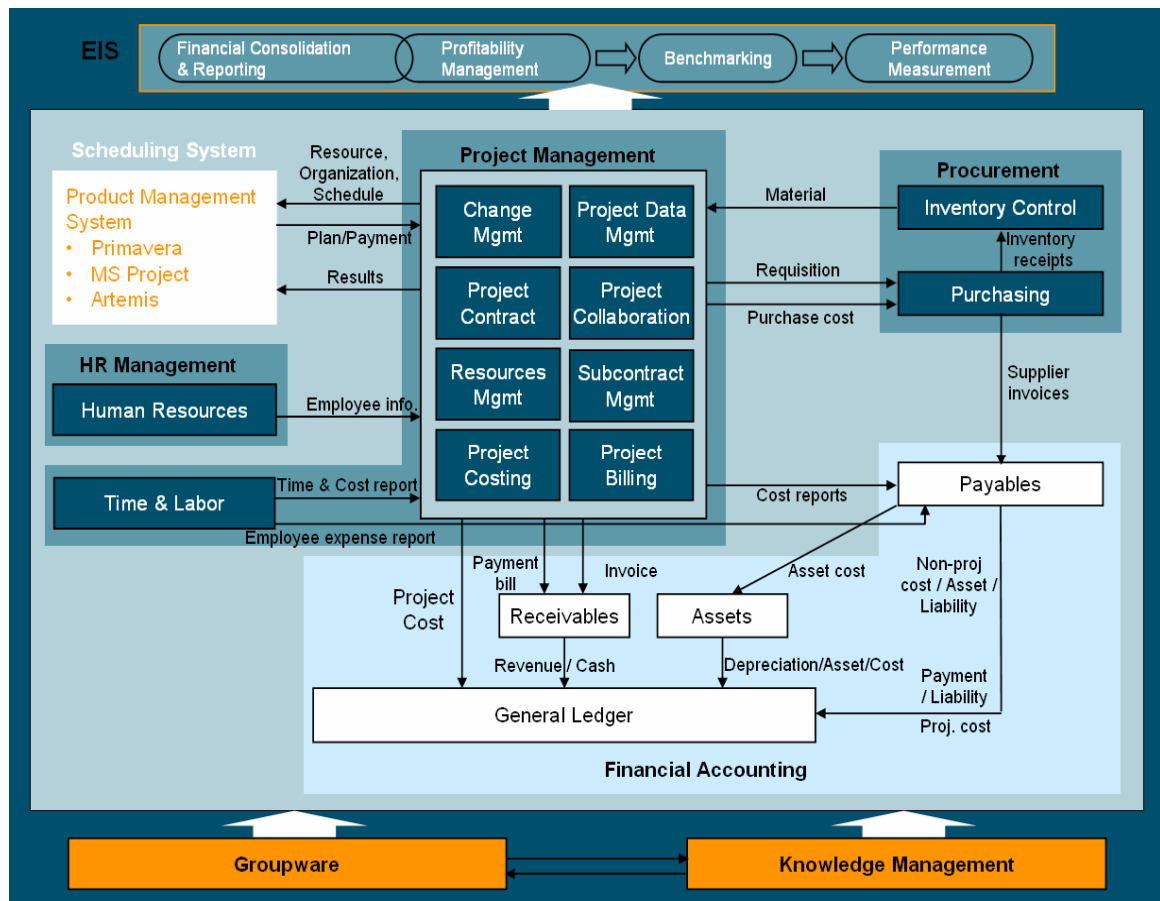 EIS
Financial Consolidation
& Reporting
Profitability
Management
Benchmarking
Performance
Measurement
Scheduling System
Product Management
System
• Primavera
• MS Project
• Artemis
Resource,
Organization,
Schedule
Plan/Payment
Results
Project Management
Change
Mgmt
Project Data
Mgmt
Project
Contract
Project
Collaboration
Resources
Mgmt
Subcontract
Mgmt
Project
Costing
Project
Billing
Material
Requisition
Purchase cost
Procurement
Inventory Control
Inventory
receipts
Purchasing
Supplier
invoices
HR Management
Human Resources
Employee info.
Time & Labor
Time & Cost report
Employee expense report
Cost reports
Payables
Project
Cost
Payment
bill
Invoice
Asset cost
Non-proj
cost / Asset /
Liability
Receivables
Assets
Revenue / Cash
Depreciation/Asset/Cost
Payment
/ Liability
General Ledger
Proj. cost
Financial Accounting
Groupware
Knowledge Management